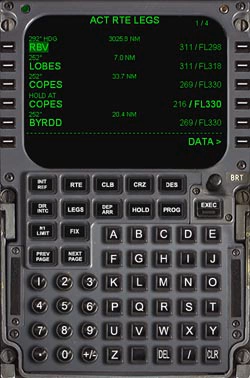 ACT RTE LEGS 1/4
292° HDG 3025.9 NM
RBV 311/FL298
252° 7.0 NM
LOBES 311/FL318
252° 33.7 NM
COPES 269/FL330
HOLD AT
COPES 216/FL330
252° 20.4 NM
BYRDD 269/FL330
DATA >
BRT
INIT REF RTE CLB CRZ DES
DIR INTC LEGS DEP ARR HOLD PROG EXEC
N1 LIMIT FIX
PREV PAGE NEXT PAGE
A B C D E
F G H I J
1 2 3 K L M N O
4 5 6 P Q R S T
7 8 9 U V W X Y
. 0 +/- Z DEL / CLR